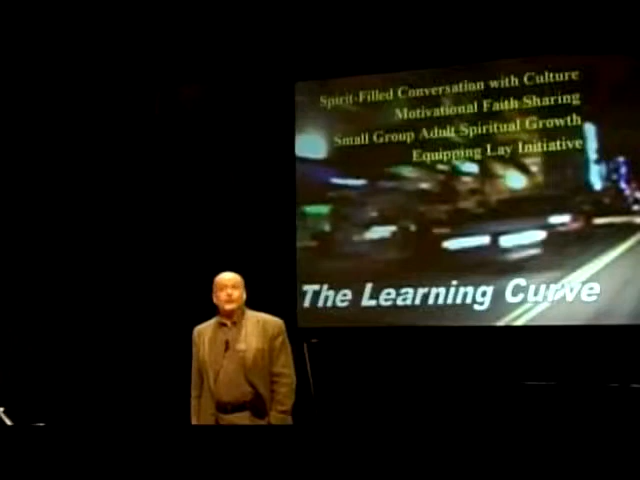 Spirit-Filled Conversation with Culture
Motivational Faith Sharing
Small Group Adult Spiritual Growth
Equipping Lay Initiative
The Learning Curve